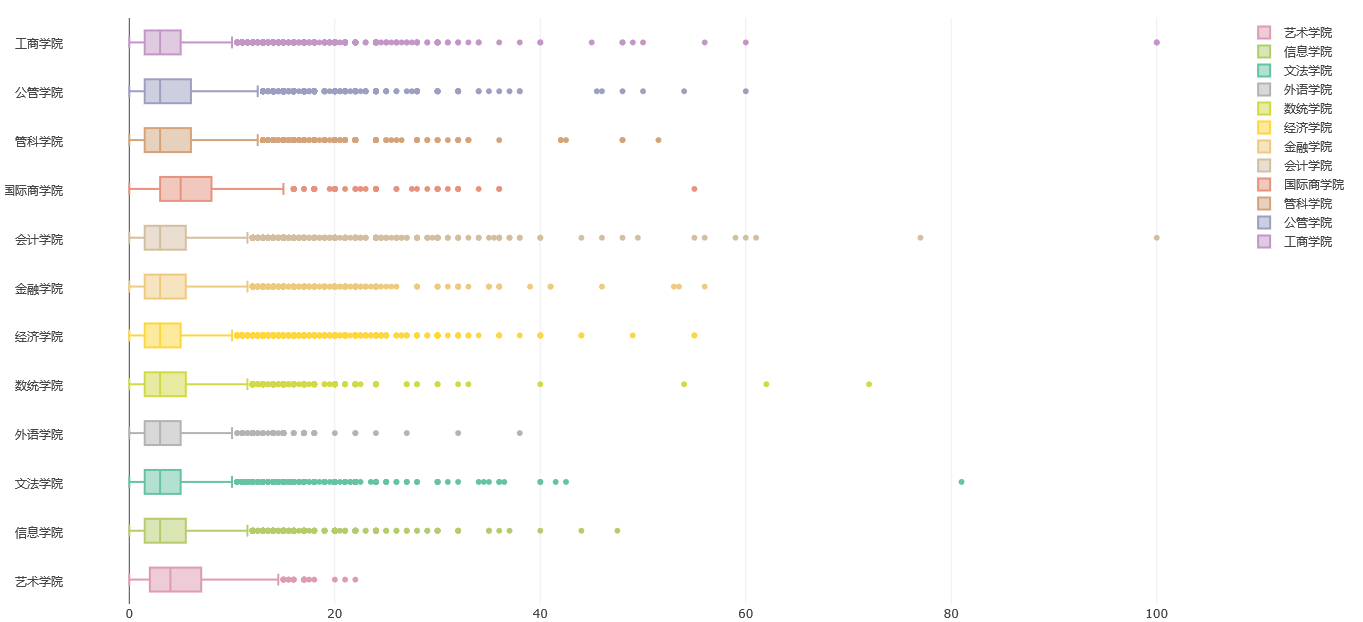 工商学院
公管学院
管科学院
国际商学院
会计学院
金融学院
经济学院
数统学院
外语学院
文法学院
信息学院
艺术学院
0 20 40 60 80 100
艺术学院
信息学院
文法学院
外语学院
数统学院
经济学院
金融学院
会计学院
国际商学院
管科学院
公管学院
工商学院